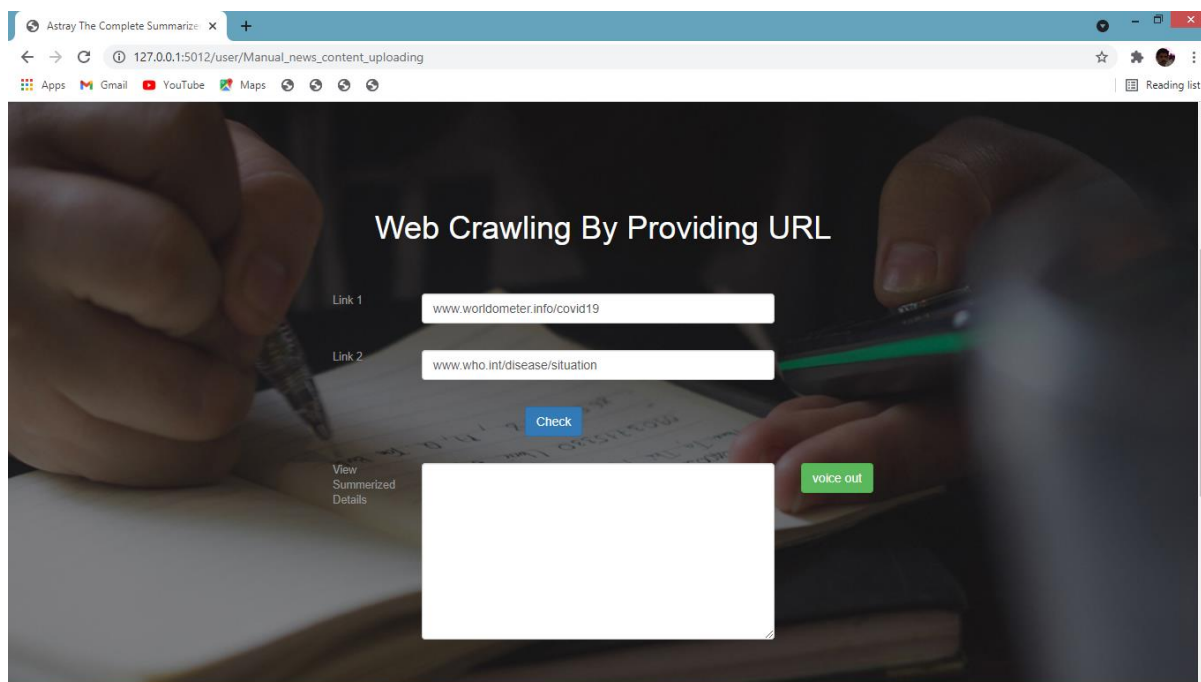 Astray The Complete Summarize
127.0.0.1:5012/user/Manual_news_content_uploading
Apps Gmail YouTube Maps Reading list
Web Crawling By Providing URL
Link 1
www.worldometer.info/covid19
Link 2
www.who.int/disease/situation
Check
View
Summarized
Details
voice out